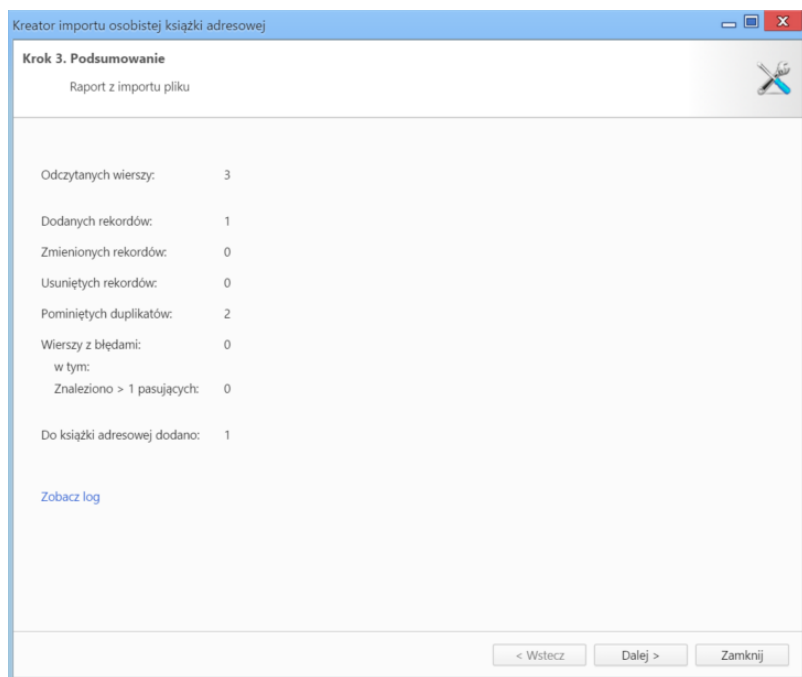 Kreator importu osobistej książki adresowej
Krok 3. Podsumowanie
Raport z importu pliku
Odczytanych wierszy: 3
Dodanych rekordów: 1
Zmienionych rekordów: 0
Usuniętych rekordów: 0
Pominiętych duplikatów: 2
Wierszy z błędami: 0
w tym:
Znaleziono > 1 pasujących: 0
Do książki adresowej dodano: 1
Zobacz log
< Wstecz Dalej > Zamknij